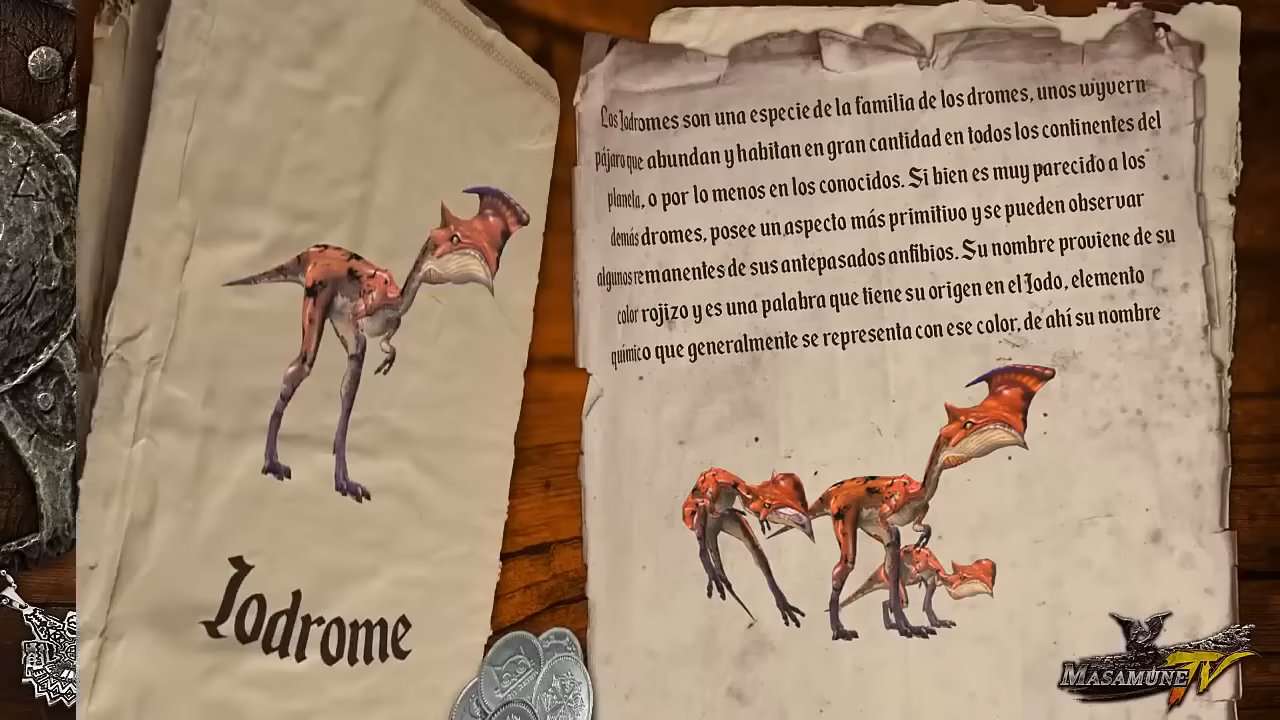 Iodrome
Los Iodromes son una especie de la familia de los dromes, unos wyvern
pájaro que abundan y habitan en gran cantidad en todos los continentes del
planeta, o por lo menos en los conocidos. Si bien es muy parecido a los
demás dromes, posee un aspecto más primitivo y se pueden observar
algunos remanentes de sus antepasados anfibios. Su nombre proviene de su
color rojizo y es una palabra que tiene su origen en el Iodo, elemento
químico que generalmente se representa con ese color, de ahí su nombre
MASAMUNE TV